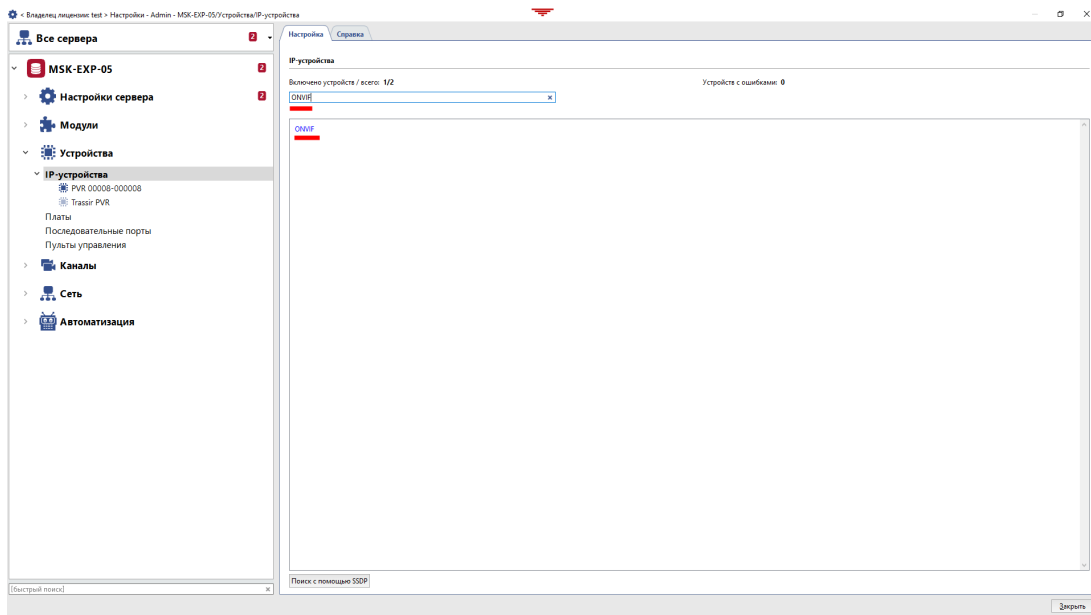 < Владелец лицензии: test > Настройки - Admin - MSK-EXP-05/Устройства/IP-устройства
Все сервера 2
MSK-EXP-05 2
Настройки сервера 2
Модули
Устройства
IP-устройства
PVR 00008-000008
Trassir PVR
Платы
Последовательные порты
Пульты управления
Каналы
Сеть
Автоматизация
[быстрый поиск]
Настройка Справка
IP-устройства
Включено устройств / всего: 1/2 Устройств с ошибками: 0
ONVIF
ONVIF
Поиск с помощью SSDP
Закрыть